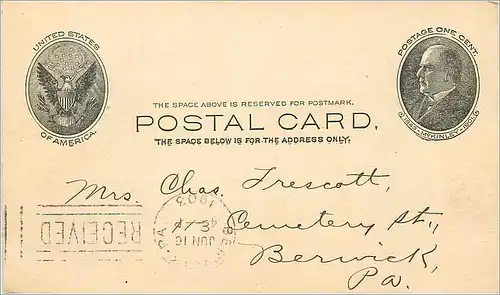 UNITED STATES
OF AMERICA.
POSTAGE ONE CENT.
1843 - McKINLEY - 1901
THE SPACE ABOVE IS RESERVED FOR POSTMARK.
POSTAL CARD.
THE SPACE BELOW IS FOR THE ADDRESS ONLY.
Mrs. Chas. Trescott,
Cemetery St.,
Berwick,
Pa.
RECEIVED
JUN 16
1903